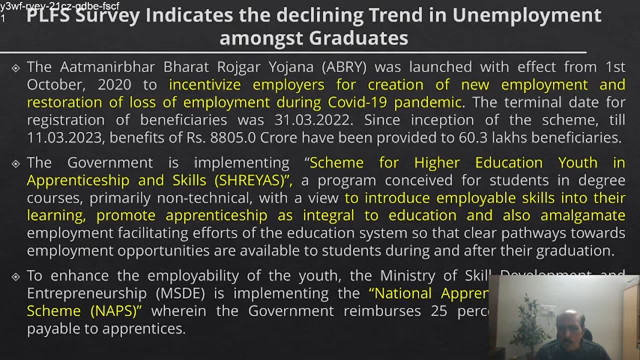 y3wf-rvey-21cz-gdbe-fscf
1
PLFS Survey Indicates the declining Trend in Unemployment
amongst Graduates
The Aatmanirbhar Bharat Rojgar Yojana (ABRY) was launched with effect from 1st
October, 2020 to incentivize employers for creation of new employment and
restoration of loss of employment during Covid-19 pandemic. The terminal date for
registration of beneficiaries was 31.03.2022. Since inception of the scheme, till
11.03.2023, benefits of Rs. 8805.0 Crore have been provided to 60.3 lakhs beneficiaries.
The Government is implementing “Scheme for Higher Education Youth in
Apprenticeship and Skills (SHREYAS)”, a program conceived for students in degree
courses, primarily non-technical, with a view to introduce employable skills into their
learning, promote apprenticeship as integral to education and also amalgamate
employment facilitating efforts of the education system so that clear pathways towards
employment opportunities are available to students during and after their graduation.
To enhance the employability of the youth, the Ministry of Skill Development and
Entrepreneurship (MSDE) is implementing the “National
Scheme (NAPS)” wherein the Government reimburses 25
payable to apprentices.